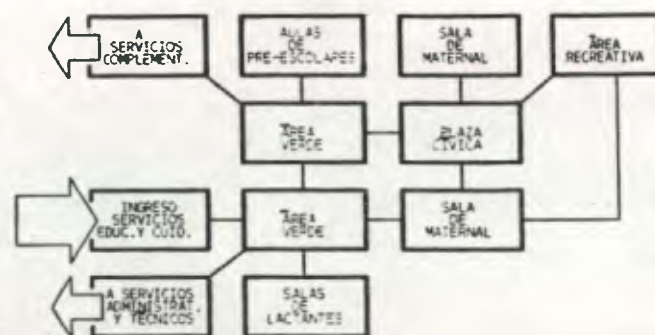 A
SERVICIOS
COMPLEMENT.
AULAS
DE
PRE-ESCOLARES
SALA
DE
MATERNAL
ÁREA
RECREATIVA
ÁREA
VERDE
PLAZA
CÍVICA
INGRESO
SERVICIOS
EDUC.Y CUID.
ÁREA
VERDE
SALA
DE
MATERNAL
A SERVICIOS
ADMINISTRAT.
Y TÉCNICOS
SALAS
DE
LACTANTES